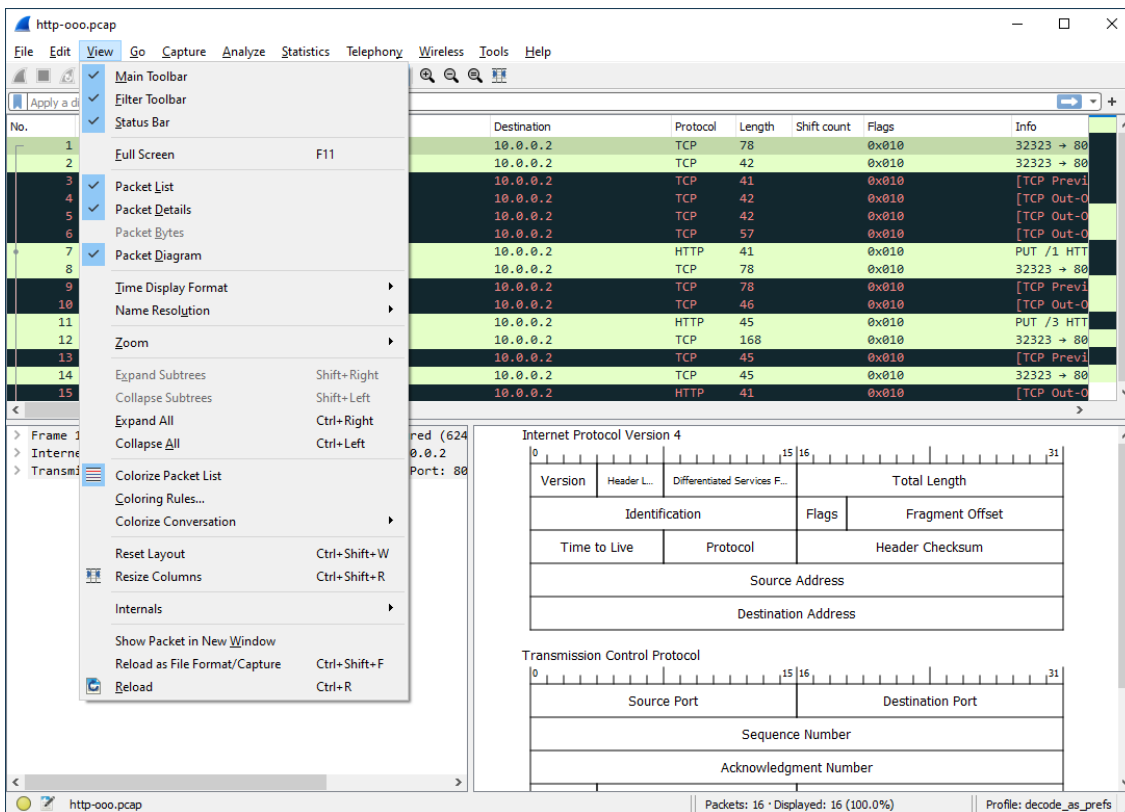 http-ooo.pcap
File Edit View Go Capture Analyze Statistics Telephony Wireless Tools Help
Apply a di
Main Toolbar
Filter Toolbar
Status Bar
Full Screen F11
Packet List
Packet Details
Packet Bytes
Packet Diagram
Time Display Format
Name Resolution
Zoom
Expand Subtrees Shift+Right
Collapse Subtrees Shift+Left
Expand All Ctrl+Right
Collapse All Ctrl+Left
Colorize Packet List
Coloring Rules...
Colorize Conversation
Reset Layout Ctrl+Shift+W
Resize Columns Ctrl+Shift+R
Internals
Show Packet in New Window
Reload as File Format/Capture Ctrl+Shift+F
Reload Ctrl+R
No. Destination Protocol Length Shift count Flags Info
1 10.0.0.2 TCP 78 0x010 32323 → 80
2 10.0.0.2 TCP 42 0x010 32323 → 80
3 10.0.0.2 TCP 41 0x010 [TCP Previ
4 10.0.0.2 TCP 42 0x010 [TCP Out-O
5 10.0.0.2 TCP 42 0x010 [TCP Out-O
6 10.0.0.2 TCP 57 0x010 [TCP Out-O
7 10.0.0.2 HTTP 41 0x010 PUT /1 HTT
8 10.0.0.2 TCP 78 0x010 32323 → 80
9 10.0.0.2 TCP 78 0x010 [TCP Previ
10 10.0.0.2 TCP 46 0x010 [TCP Out-O
11 10.0.0.2 HTTP 45 0x010 PUT /3 HTT
12 10.0.0.2 TCP 168 0x010 32323 → 80
13 10.0.0.2 TCP 45 0x010 [TCP Previ
14 10.0.0.2 TCP 45 0x010 32323 → 80
15 10.0.0.2 HTTP 41 0x010 [TCP Out-O
Frame 1 red (624
Interne 0.0.2
Transmi Port: 80
Internet Protocol Version 4
0 15 16 31
Version Header L... Differentiated Services F... Total Length
Identification Flags Fragment Offset
Time to Live Protocol Header Checksum
Source Address
Destination Address
Transmission Control Protocol
0 15 16 31
Source Port Destination Port
Sequence Number
Acknowledgment Number
http-ooo.pcap Packets: 16 · Displayed: 16 (100.0%) Profile: decode_as_prefs